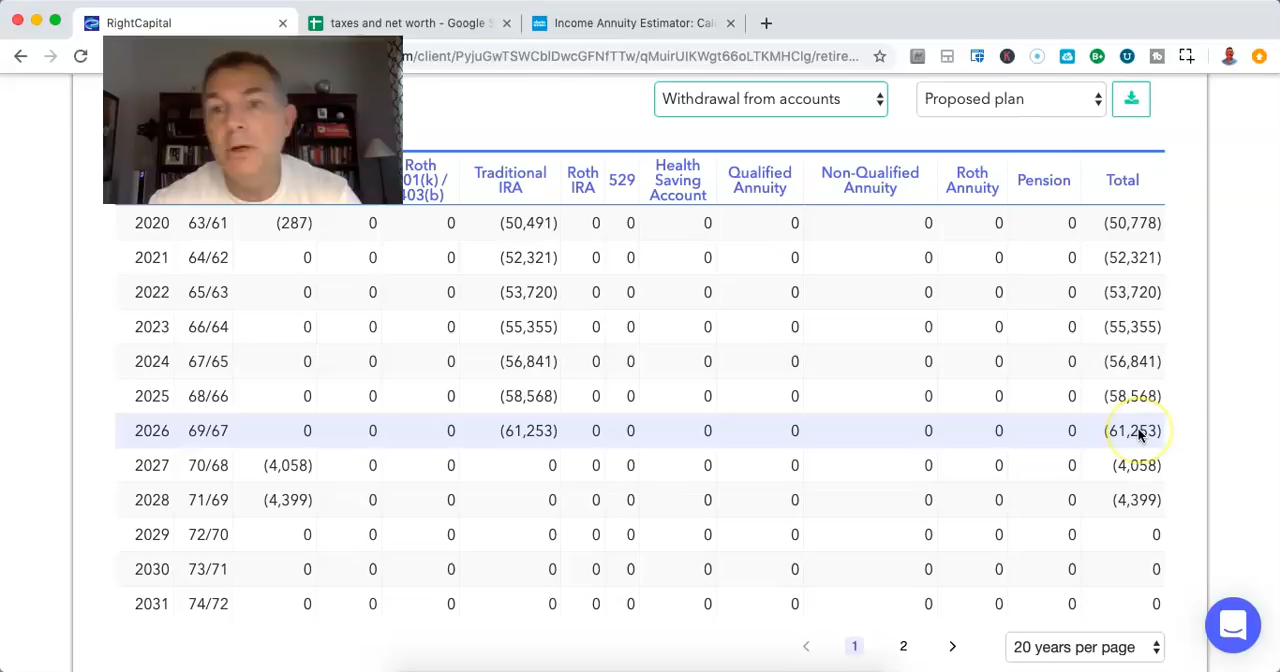 RightCapital
taxes and net worth - Google S
Income Annuity Estimator: Calc
m/client/PyjuGwTSWCblDwcGFNfTTw/qMuirUIKWgt66oLTKMHClg/retire...
Withdrawal from accounts
Proposed plan
Roth 01(k) / 403(b) Traditional IRA Roth IRA 529 Health Saving Account Qualified Annuity Non-Qualified Annuity Roth Annuity Pension Total
2020 63/61 (287) 0 0 (50,491) 0 0 0 0 0 0 0 (50,778)
2021 64/62 0 0 0 (52,321) 0 0 0 0 0 0 0 (52,321)
2022 65/63 0 0 0 (53,720) 0 0 0 0 0 0 0 (53,720)
2023 66/64 0 0 0 (55,355) 0 0 0 0 0 0 0 (55,355)
2024 67/65 0 0 0 (56,841) 0 0 0 0 0 0 0 (56,841)
2025 68/66 0 0 0 (58,568) 0 0 0 0 0 0 0 (58,568)
2026 69/67 0 0 0 (61,253) 0 0 0 0 0 0 0 (61,253)
2027 70/68 (4,058) 0 0 0 0 0 0 0 0 0 0 (4,058)
2028 71/69 (4,399) 0 0 0 0 0 0 0 0 0 0 (4,399)
2029 72/70 0 0 0 0 0 0 0 0 0 0 0 0
2030 73/71 0 0 0 0 0 0 0 0 0 0 0 0
2031 74/72 0 0 0 0 0 0 0 0 0 0 0 0
1 2
20 years per page